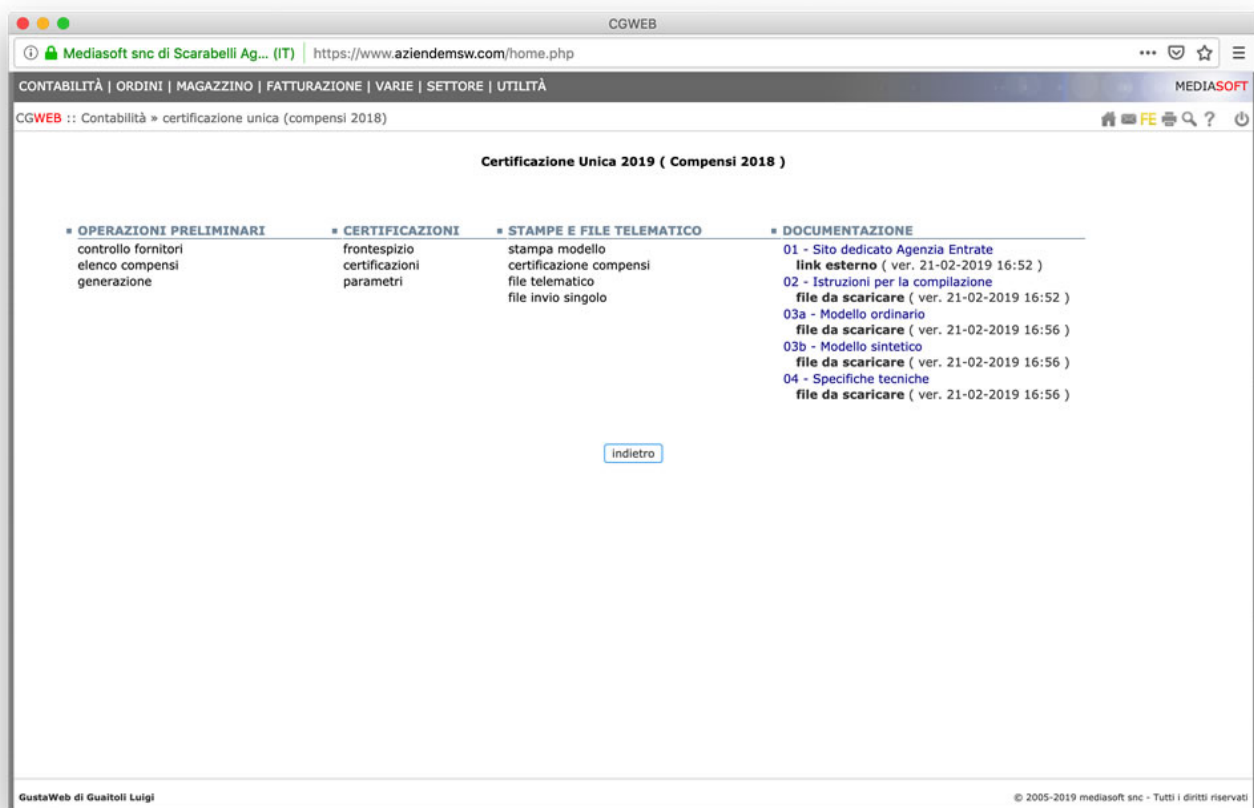 CGWEB
Mediasoft snc di Scarabelli Ag... (IT) https://www.aziendemsw.com/home.php
CONTABILITÀ | ORDINI | MAGAZZINO | FATTURAZIONE | VARIE | SETTORE | UTILITÀ MEDIASOFT
CGWEB :: Contabilità » certificazione unica (compensi 2018) FE ?
Certificazione Unica 2019 ( Compensi 2018 )
OPERAZIONI PRELIMINARI
controllo fornitori
elenco compensi
generazione
CERTIFICAZIONI
frontespizio
certificazioni
parametri
STAMPE E FILE TELEMATICO
stampa modello
certificazione compensi
file telematico
file invio singolo
DOCUMENTAZIONE
01 - Sito dedicato Agenzia Entrate
link esterno ( ver. 21-02-2019 16:52 )
02 - Istruzioni per la compilazione
file da scaricare ( ver. 21-02-2019 16:52 )
03a - Modello ordinario
file da scaricare ( ver. 21-02-2019 16:56 )
03b - Modello sintetico
file da scaricare ( ver. 21-02-2019 16:56 )
04 - Specifiche tecniche
file da scaricare ( ver. 21-02-2019 16:56 )
indietro
GustaWeb di Guaitoli Luigi © 2005-2019 mediasoft snc - Tutti i diritti riservati